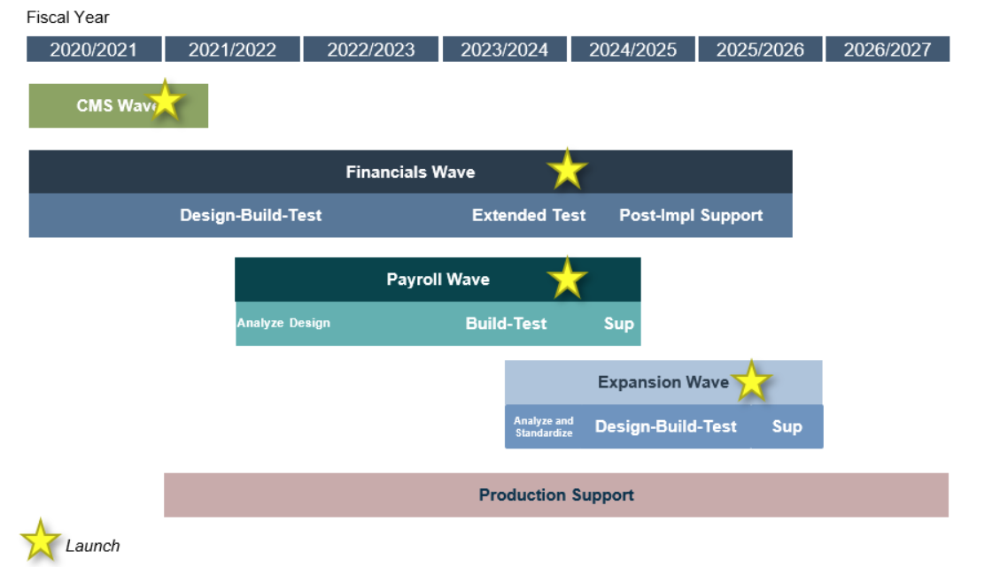 Fiscal Year
2020/2021 2021/2022 2022/2023 2023/2024 2024/2025 2025/2026 2026/2027
CMS Wave
Financials Wave
Design-Build-Test Extended Test Post-Impl Support
Payroll Wave
Analyze Design Build-Test Sup
Expansion Wave
Analyze and
Standardize Design-Build-Test Sup
Production Support
Launch